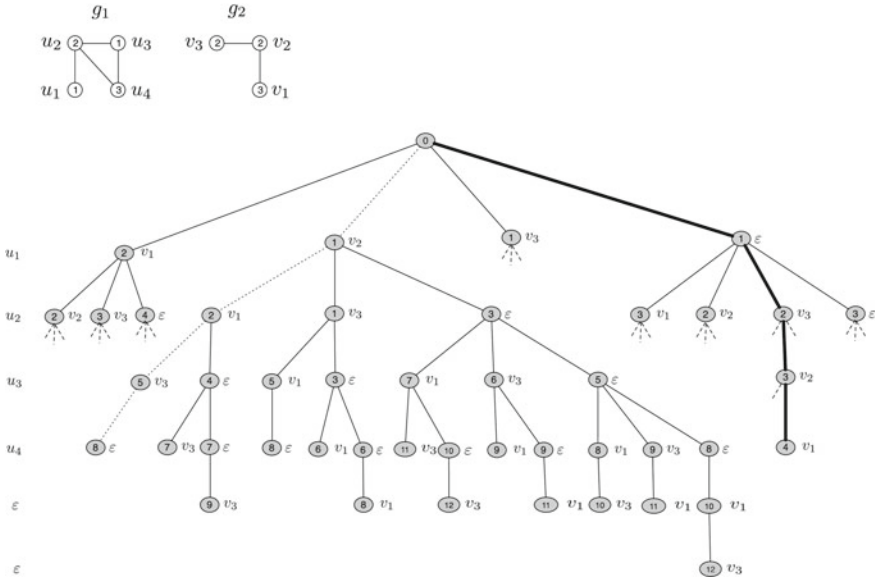 g₁ g₂
u₂ 2 1 u₃ v₃ 2 2 v₂
u₁ 1 3 u₄ 3 v₁
0
u₁ 2 v₁ 1 v₂ 1 v₃ 1 ε
u₂ 2 v₂ 3 v₃ 4 ε 2 v₁ 1 v₃ 3 ε 3 v₁ 2 v₂ 2 v₃ 3 ε
u₃ 5 v₃ 4 ε 5 v₁ 3 ε 7 v₁ 6 v₃ 5 ε 3 v₂
u₄ 8 ε 7 v₃ 7 ε 8 ε 6 v₁ 6 ε 11 v₃ 10 ε 9 v₁ 9 ε 8 v₁ 9 v₃ 8 ε 4 v₁
ε 9 v₃ 8 v₁ 12 v₃ 11 v₁ 10 v₃ 11 v₁ 10 v₁
ε 12 v₃